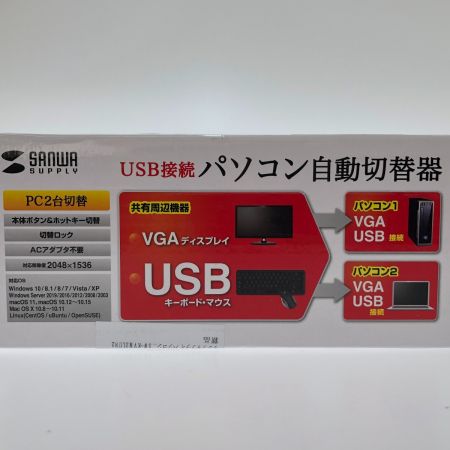 SANWA
SUPPLY
USB接続 パソコン自動切替器
PC2台切替
本体ボタン&ホットキー切替
切替ロック
ACアダプタ不要
対応解像度 2048×1536
対応OS
Windows 10/8.1/8/7/Vista/XP
Windows Server 2019/2016/2012/2008/2003
macOS 11、macOS 10.12~10.15
Mac OS X 10.8~10.11
Linux(CentOS / uBuntu / OpenSUSE)
共有周辺機器
VGA ディスプレイ
USB
キーボード・マウス
パソコン1
VGA
USB 接続
パソコン2
VGA
USB
接続